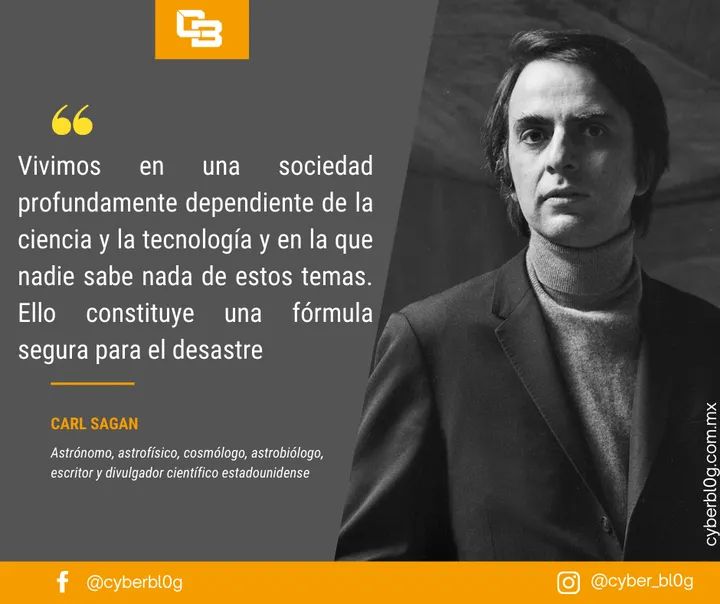 CB
Vivimos en una sociedad
profundamente dependiente de la
ciencia y la tecnología y en la que
nadie sabe nada de estos temas.
Ello constituye una fórmula
segura para el desastre
CARL SAGAN
Astrónomo, astrofísico, cosmólogo, astrobiólogo,
escritor y divulgador científico estadounidense
cyberbl0g.com.mx
@cyberbl0g
@cyber_bl0g